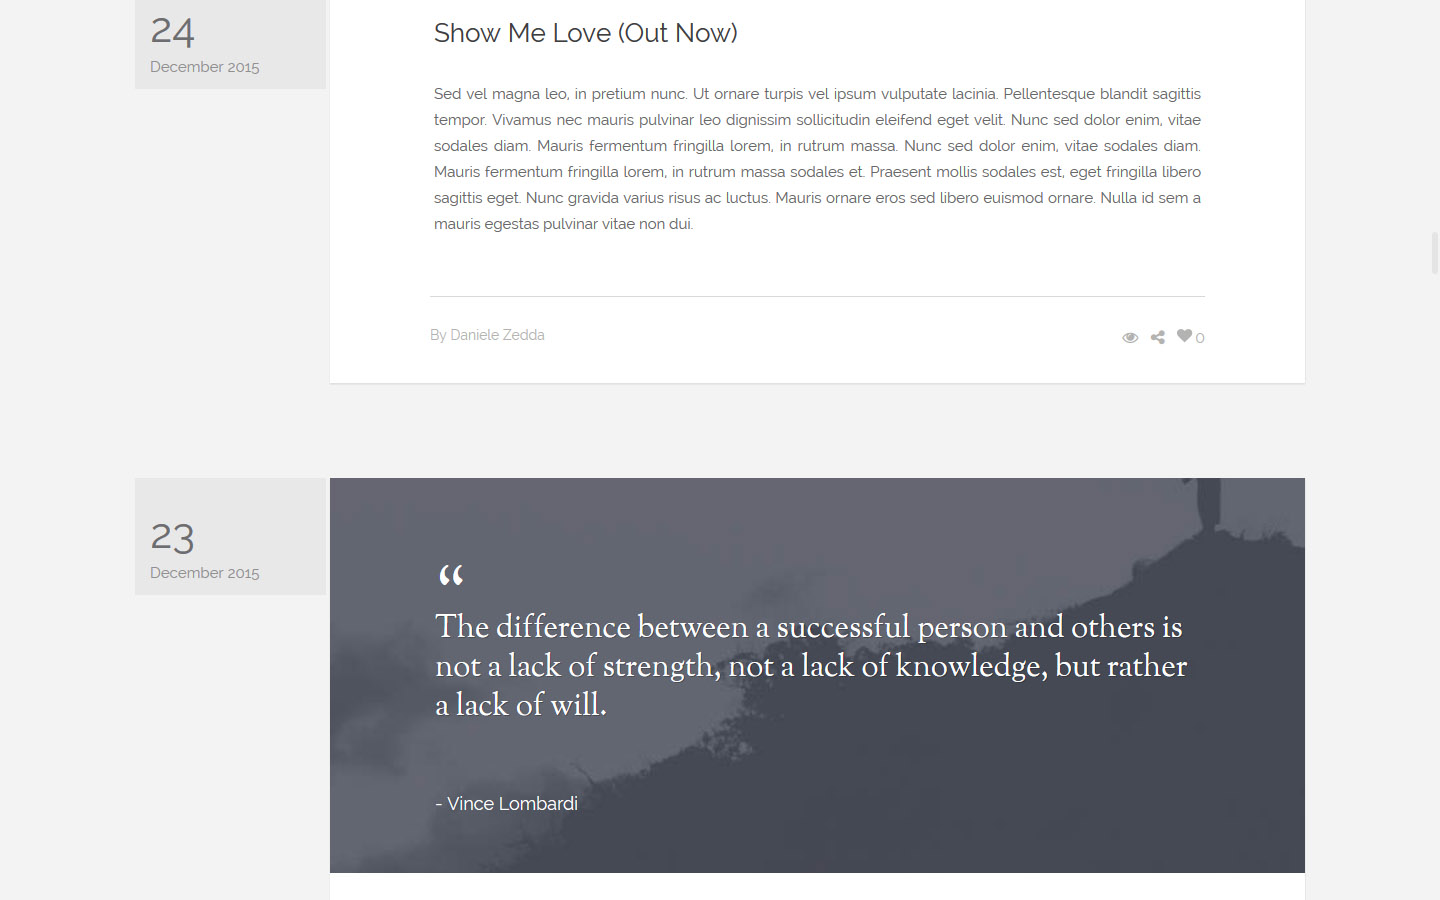 24
December 2015
Show Me Love (Out Now)
Sed vel magna leo, in pretium nunc. Ut ornare turpis vel ipsum vulputate lacinia. Pellentesque blandit sagittis
tempor. Vivamus nec mauris pulvinar leo dignissim sollicitudin eleifend eget velit. Nunc sed dolor enim, vitae
sodales diam. Mauris fermentum fringilla lorem, in rutrum massa. Nunc sed dolor enim, vitae sodales diam.
Mauris fermentum fringilla lorem, in rutrum massa sodales et. Praesent mollis sodales est, eget fringilla libero
sagittis eget. Nunc gravida varius risus ac luctus. Mauris ornare eros sed libero euismod ornare. Nulla id sem a
mauris egestas pulvinar vitae non dui.
By Daniele Zedda
0
23
December 2015
“
The difference between a successful person and others is
not a lack of strength, not a lack of knowledge, but rather
a lack of will.
- Vince Lombardi